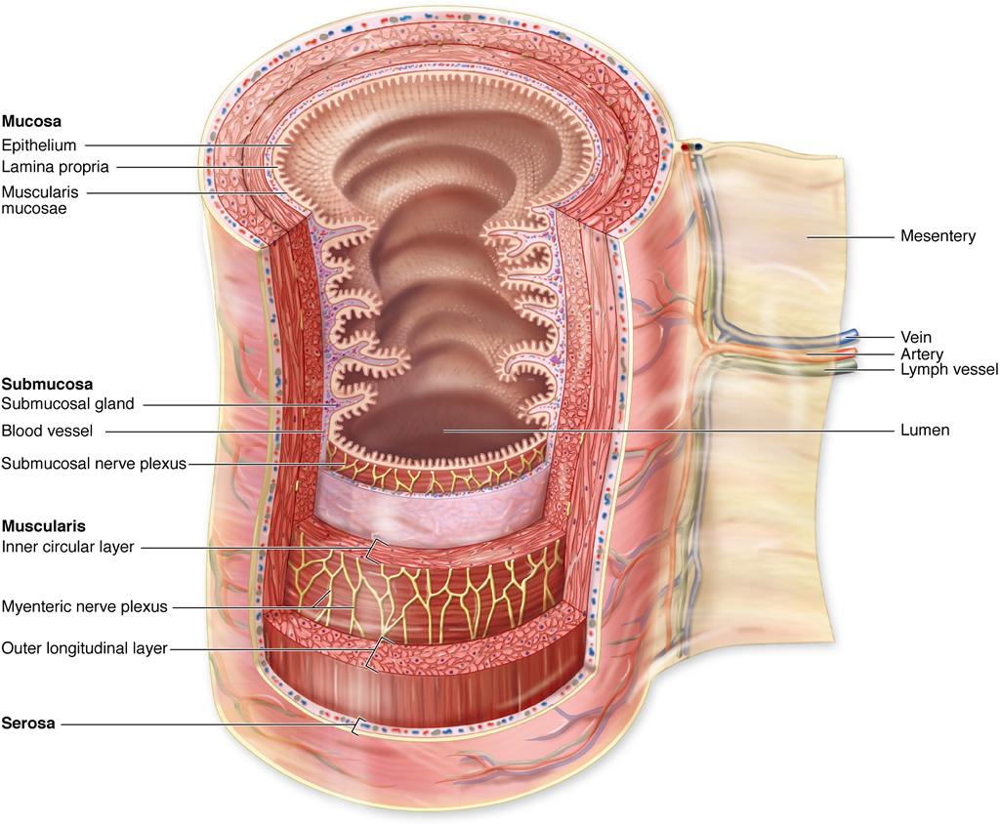 Mucosa
Epithelium
Lamina propria
Muscularis
mucosae
Submucosa
Submucosal gland
Blood vessel
Submucosal nerve plexus
Muscularis
Inner circular layer
Myenteric nerve plexus
Outer longitudinal layer
Serosa
Mesentery
Vein
Artery
Lymph vessel
Lumen